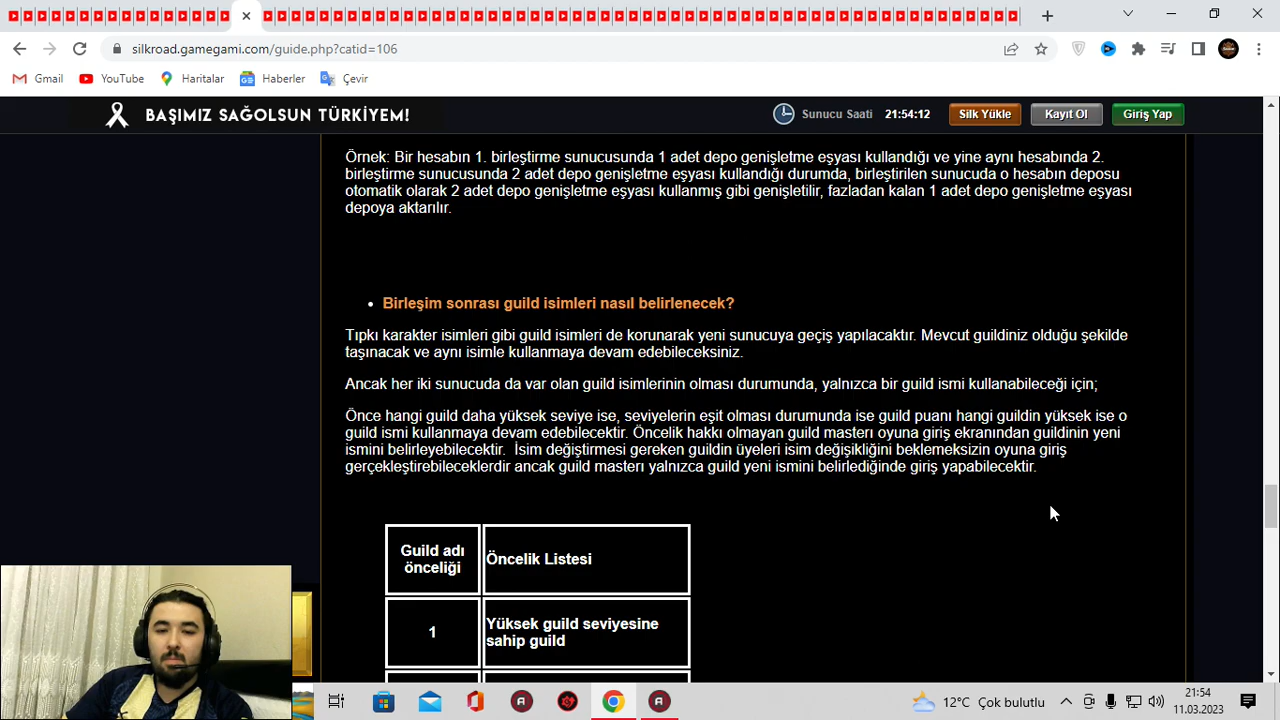 silkroad.gamegami.com/guide.php?catid=106
Gmail YouTube Haritalar Haberler Çevir
BAŞIMIZ SAĞOLSUN TÜRKİYEM! Sunucu Saati 21:54:12 Silk Yükle Kayıt Ol Giriş Yap
Örnek: Bir hesabın 1. birleştirme sunucusunda 1 adet depo genişletme eşyası kullandığı ve yine aynı hesabında 2.
birleştirme sunucusunda 2 adet depo genişletme eşyası kullandığı durumda, birleştirilen sunucuda o hesabın deposu
otomatik olarak 2 adet depo genişletme eşyası kullanmış gibi genişletilir, fazladan kalan 1 adet depo genişletme eşyası
depoya aktarılır.
Birleşim sonrası guild isimleri nasıl belirlenecek?
Tıpkı karakter isimleri gibi guild isimleri de korunarak yeni sunucuya geçiş yapılacaktır. Mevcut guildiniz olduğu şekilde
taşınacak ve aynı isimle kullanmaya devam edebileceksiniz.
Ancak her iki sunucuda da var olan guild isimlerinin olması durumunda, yalnızca bir guild ismi kullanabileceği için;
Önce hangi guild daha yüksek seviye ise, seviyelerin eşit olması durumunda ise guild puanı hangi guildin yüksek ise o
guild ismi kullanmaya devam edebilecektir. Öncelik hakkı olmayan guild masterı oyuna giriş ekranından guildinin yeni
ismini belirleyebilecektir. İsim değiştirmesi gereken guildin üyeleri isim değişikliğini beklemeksizin oyuna giriş
gerçekleştirebileceklerdir ancak guild masterı yalnızca guild yeni ismini belirlediğinde giriş yapabilecektir.
Guild adı
önceliği
Öncelik Listesi
1
Yüksek guild seviyesine
sahip guild
12°C Çok bulutlu
21:54
11.03.2023